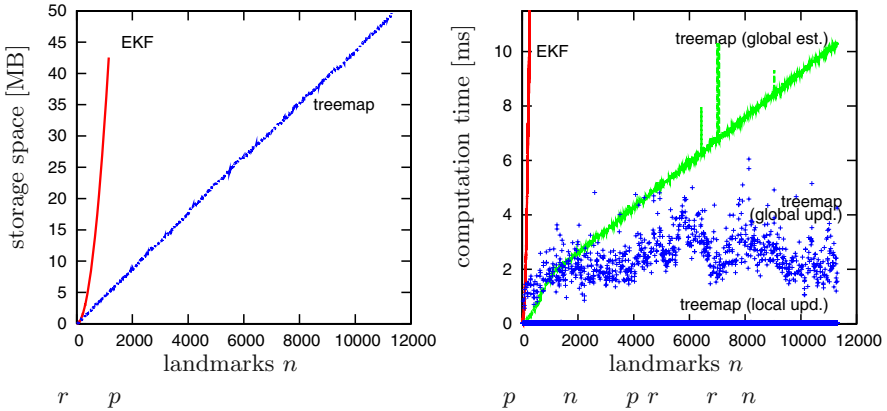 storage space [MB]
50
45
40
35
30
25
20
15
10
5
0
EKF
treemap
0 2000 4000 6000 8000 10000 12000
landmarks n
computation time [ms]
10
8
6
4
2
0
EKF
treemap (global est.)
treemap
(global upd.)
treemap (local upd.)
0 2000 4000 6000 8000 10000 12000
landmarks n
r p p n p r r n